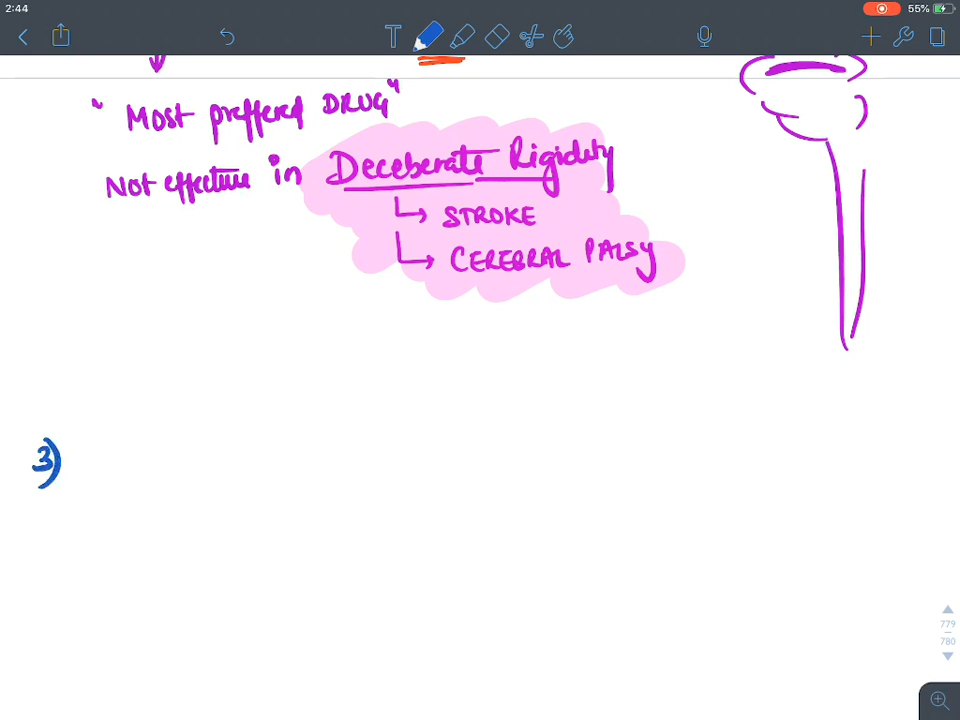 2:44
55%
T
" Most preffered DRUG"
Not effective in Deceberate Rigidity
STROKE
CEREBRAL PALSY
3)
779
780